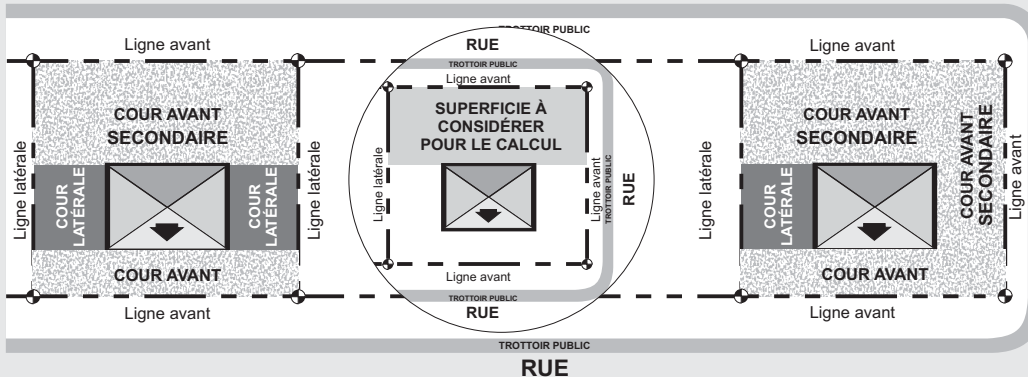 TROTTOIR PUBLIC
Ligne avant
COUR AVANT
SECONDAIRE
Ligne latérale
COUR
LATÉRALE
COUR
LATÉRALE
Ligne latérale
COUR AVANT
Ligne avant
RUE
TROTTOIR PUBLIC
Ligne avant
SUPERFICIE À
CONSIDÉRER
POUR LE CALCUL
Ligne latérale
Ligne avant
TROTTOIR PUBLIC
RUE
Ligne avant
TROTTOIR PUBLIC
RUE
Ligne avant
COUR AVANT
SECONDAIRE
COUR AVANT
SECONDAIRE
Ligne latérale
COUR
LATÉRALE
Ligne avant
COUR AVANT
Ligne avant
TROTTOIR PUBLIC
RUE